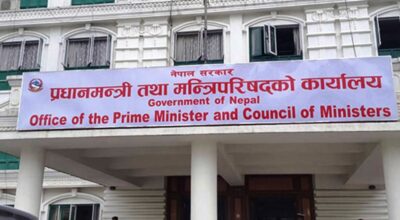 नेपाल सरकार
प्रधानमन्त्री तथा मन्त्रिपरिषद्को कार्यालय
Government of Nepal
Office of the Prime Minister and Council of Ministers